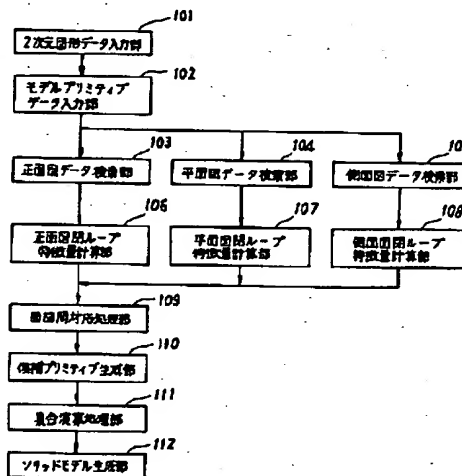 101
2次元図形データ入力部
102
モデルプリミティブ
データ入力部
103
正面図データ検索部
104
平面図データ検索部
10
側面図データ検索部
106
正面図閉ループ
特徴量計算部
107
平面図閉ループ
特徴量計算部
108
側面図閉ループ
特徴量計算部
109
図面間対応処理部
110
候補プリミティブ生成部
111
集合演算処理部
112
ソリッドモデル生成部